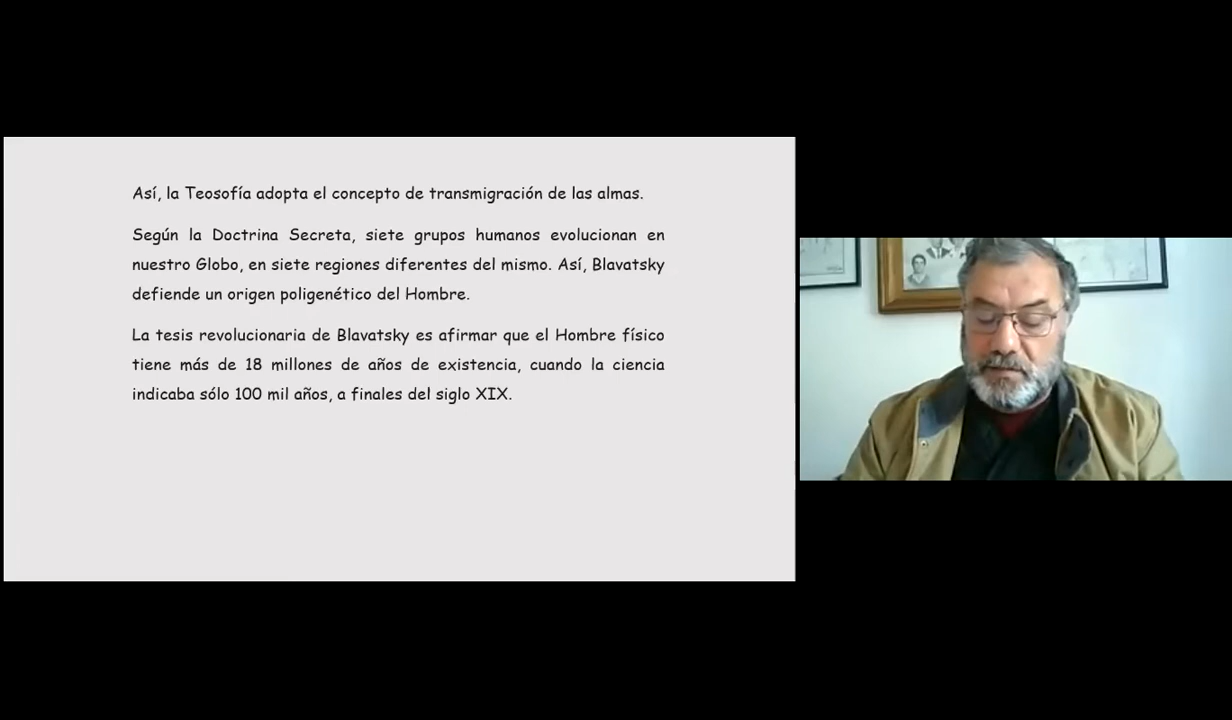 Así, la Teosofía adopta el concepto de transmigración de las almas.
Según la Doctrina Secreta, siete grupos humanos evolucionan en
nuestro Globo, en siete regiones diferentes del mismo. Así, Blavatsky
defiende un origen poligenético del Hombre.
La tesis revolucionaria de Blavatsky es afirmar que el Hombre físico
tiene más de 18 millones de años de existencia, cuando la ciencia
indicaba sólo 100 mil años, a finales del siglo XIX.